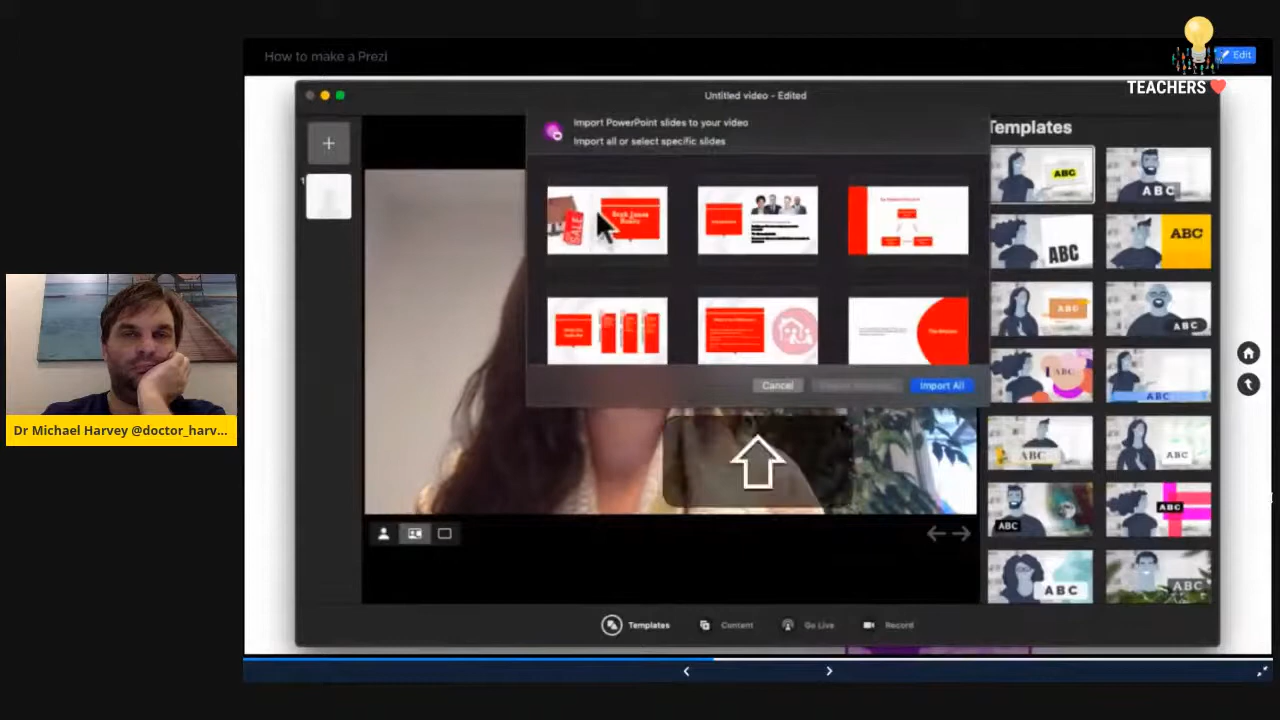 How to make a Prezi
Edit
TEACHERS
Untitled video - Edited
Import PowerPoint slides to your video
Import all or select specific slides
Templates
ABC
ABC
ABC
ABC
ABC
ABC
ABC
ABC
ABC
ABC
ABC
ABC
ABC
ABC
1
Cancel
Import All
Dr Michael Harvey @doctor_harv...
Templates
Content
Go Live
Record